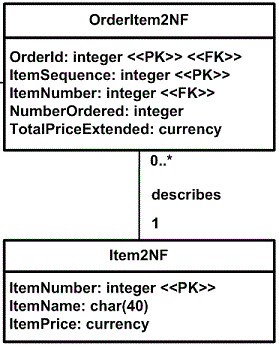 OrderItem2NF
OrderId: integer <<PK>> <<FK>>
ItemSequence: integer <<PK>>
ItemNumber: integer <<FK>>
NumberOrdered: integer
TotalPriceExtended: currency
0..*
describes
1
Item2NF
ItemNumber: integer <<PK>>
ItemName: char(40)
ItemPrice: currency